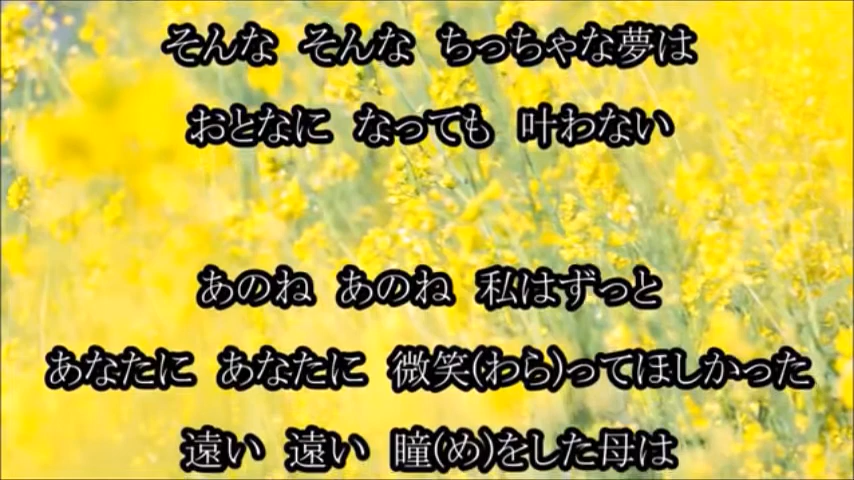 そんな　そんな　ちっちゃな夢は
おとなに　なっても　叶わない
あのね　あのね　私はずっと
あなたに　あなたに　微笑(わら)ってほしかった
遠い　遠い　瞳(め)をした母は